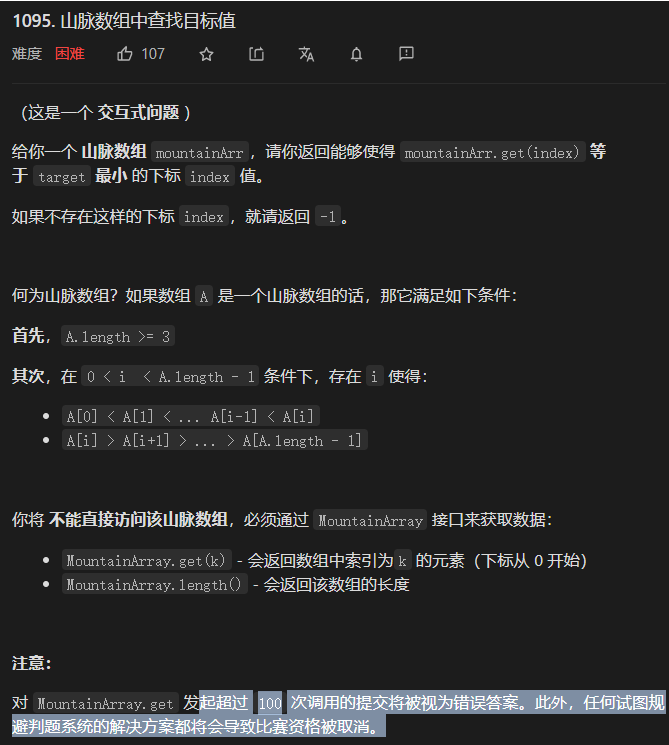 1095. 山脉数组中查找目标值
难度 困难 107
（这是一个 交互式问题 ）
给你一个 山脉数组 mountainArr，请你返回能够使得 mountainArr.get(index) 等
于 target 最小 的下标 index 值。
如果不存在这样的下标 index，就请返回 -1。
何为山脉数组？如果数组 A 是一个山脉数组的话，那它满足如下条件：
首先，A.length >= 3
其次，在 0 < i < A.length - 1 条件下，存在 i 使得：
• A[0] < A[1] < ... A[i-1] < A[i]
• A[i] > A[i+1] > ... > A[A.length - 1]
你将 不能直接访问该山脉数组，必须通过 MountainArray 接口来获取数据：
• MountainArray.get(k) - 会返回数组中索引为k 的元素（下标从 0 开始）
• MountainArray.length() - 会返回该数组的长度
注意：
对 MountainArray.get 发起超过 100 次调用的提交将被视为错误答案。此外，任何试图规
避判题系统的解决方案都将会导致比赛资格被取消。